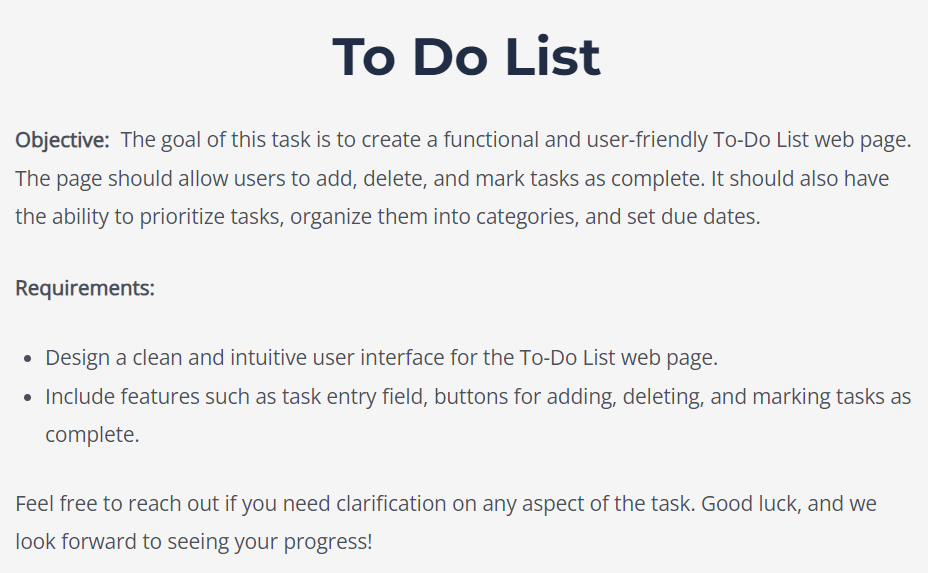 To Do List
Objective: The goal of this task is to create a functional and user-friendly To-Do List web page.
The page should allow users to add, delete, and mark tasks as complete. It should also have
the ability to prioritize tasks, organize them into categories, and set due dates.
Requirements:
• Design a clean and intuitive user interface for the To-Do List web page.
• Include features such as task entry field, buttons for adding, deleting, and marking tasks as
complete.
Feel free to reach out if you need clarification on any aspect of the task. Good luck, and we
look forward to seeing your progress!